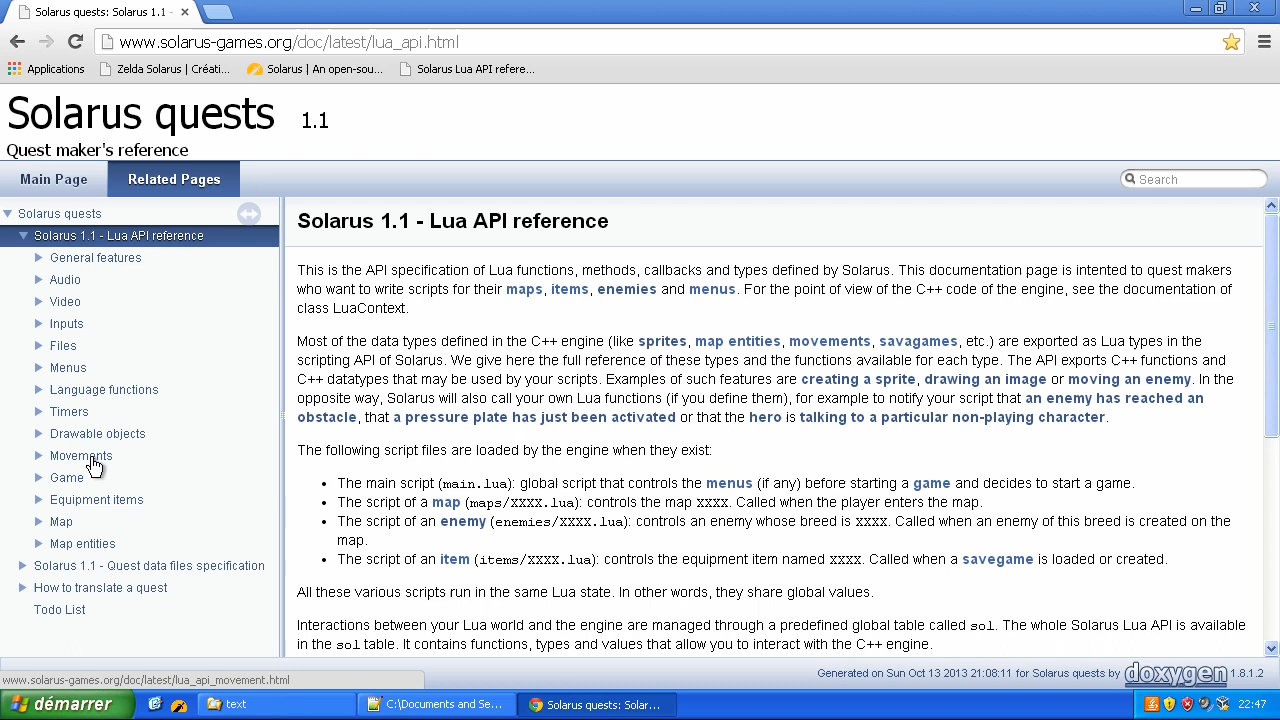 Solarus quests: Solarus 1.1 -
www.solarus-games.org/doc/latest/lua_api.html
Applications
Zelda Solarus | Créati...
Solarus | An open-sou...
Solarus Lua API refere...
Solarus quests 1.1
Quest maker's reference
Main Page
Related Pages
Search
Solarus quests
Solarus 1.1 - Lua API reference
General features
Audio
Video
Inputs
Files
Menus
Language functions
Timers
Drawable objects
Movements
Game
Equipment items
Map
Map entities
Solarus 1.1 - Quest data files specification
How to translate a quest
Todo List
Solarus 1.1 - Lua API reference
This is the API specification of Lua functions, methods, callbacks and types defined by Solarus. This documentation page is intented to quest makers
who want to write scripts for their maps, items, enemies and menus. For the point of view of the C++ code of the engine, see the documentation of
class LuaContext.
Most of the data types defined in the C++ engine (like sprites, map entities, movements, savagames, etc.) are exported as Lua types in the
scripting API of Solarus. We give here the full reference of these types and the functions available for each type. The API exports C++ functions and
C++ datatypes that may be used by your scripts. Examples of such features are creating a sprite, drawing an image or moving an enemy. In the
opposite way, Solarus will also call your own Lua functions (if you define them), for example to notify your script that an enemy has reached an
obstacle, that a pressure plate has just been activated or that the hero is talking to a particular non-playing character.
The following script files are loaded by the engine when they exist:
• The main script (main.lua): global script that controls the menus (if any) before starting a game and decides to start a game.
• The script of a map (maps/XXXX.lua): controls the map XXXX. Called when the player enters the map.
• The script of an enemy (enemies/XXXX.lua): controls an enemy whose breed is XXXX. Called when an enemy of this breed is created on the
map.
• The script of an item (items/XXXX.lua): controls the equipment item named XXXX. Called when a savegame is loaded or created.
All these various scripts run in the same Lua state. In other words, they share global values.
Interactions between your Lua world and the engine are managed through a predefined global table called sol. The whole Solarus Lua API is available
in the sol table. It contains functions, types and values that allow you to interact with the C++ engine.
www.solarus-games.org/doc/latest/lua_api_movement.html
Generated on Sun Oct 13 2013 21:08:11 for Solarus quests by doxygen 1.8.1.2
démarrer
text
C:\Documents and Se...
Solarus quests: Solar...
22:47